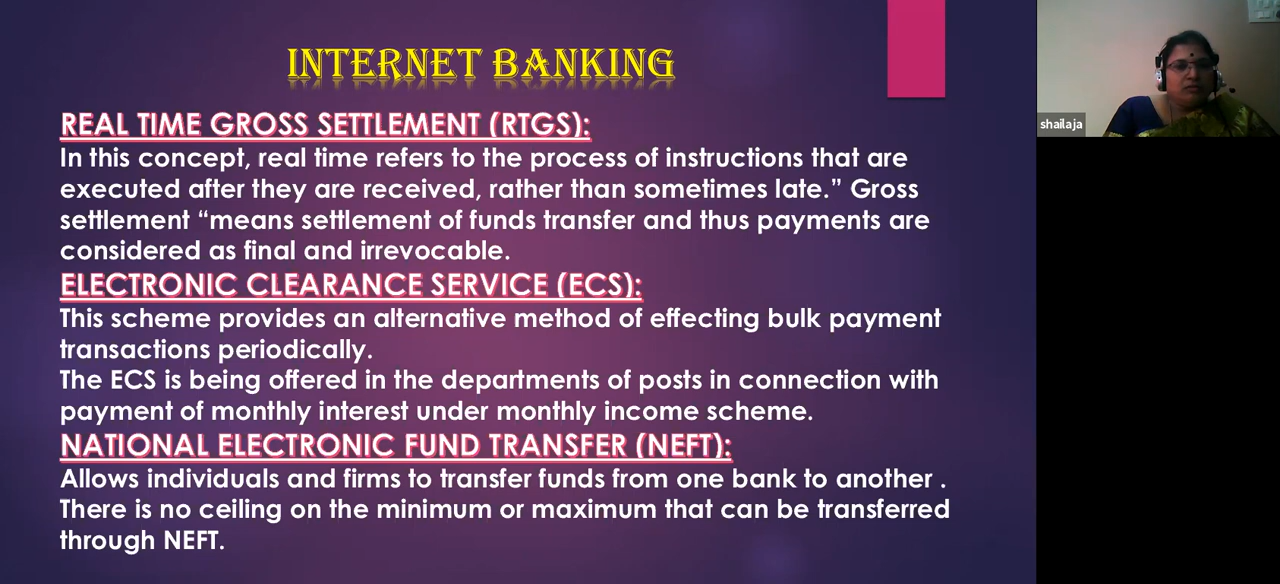 INTERNET BANKING
REAL TIME GROSS SETTLEMENT (RTGS):
In this concept, real time refers to the process of instructions that are
executed after they are received, rather than sometimes late.” Gross
settlement “means settlement of funds transfer and thus payments are
considered as final and irrevocable.
ELECTRONIC CLEARANCE SERVICE (ECS):
This scheme provides an alternative method of effecting bulk payment
transactions periodically.
The ECS is being offered in the departments of posts in connection with
payment of monthly interest under monthly income scheme.
NATIONAL ELECTRONIC FUND TRANSFER (NEFT):
Allows individuals and firms to transfer funds from one bank to another .
There is no ceiling on the minimum or maximum that can be transferred
through NEFT.
shailaja